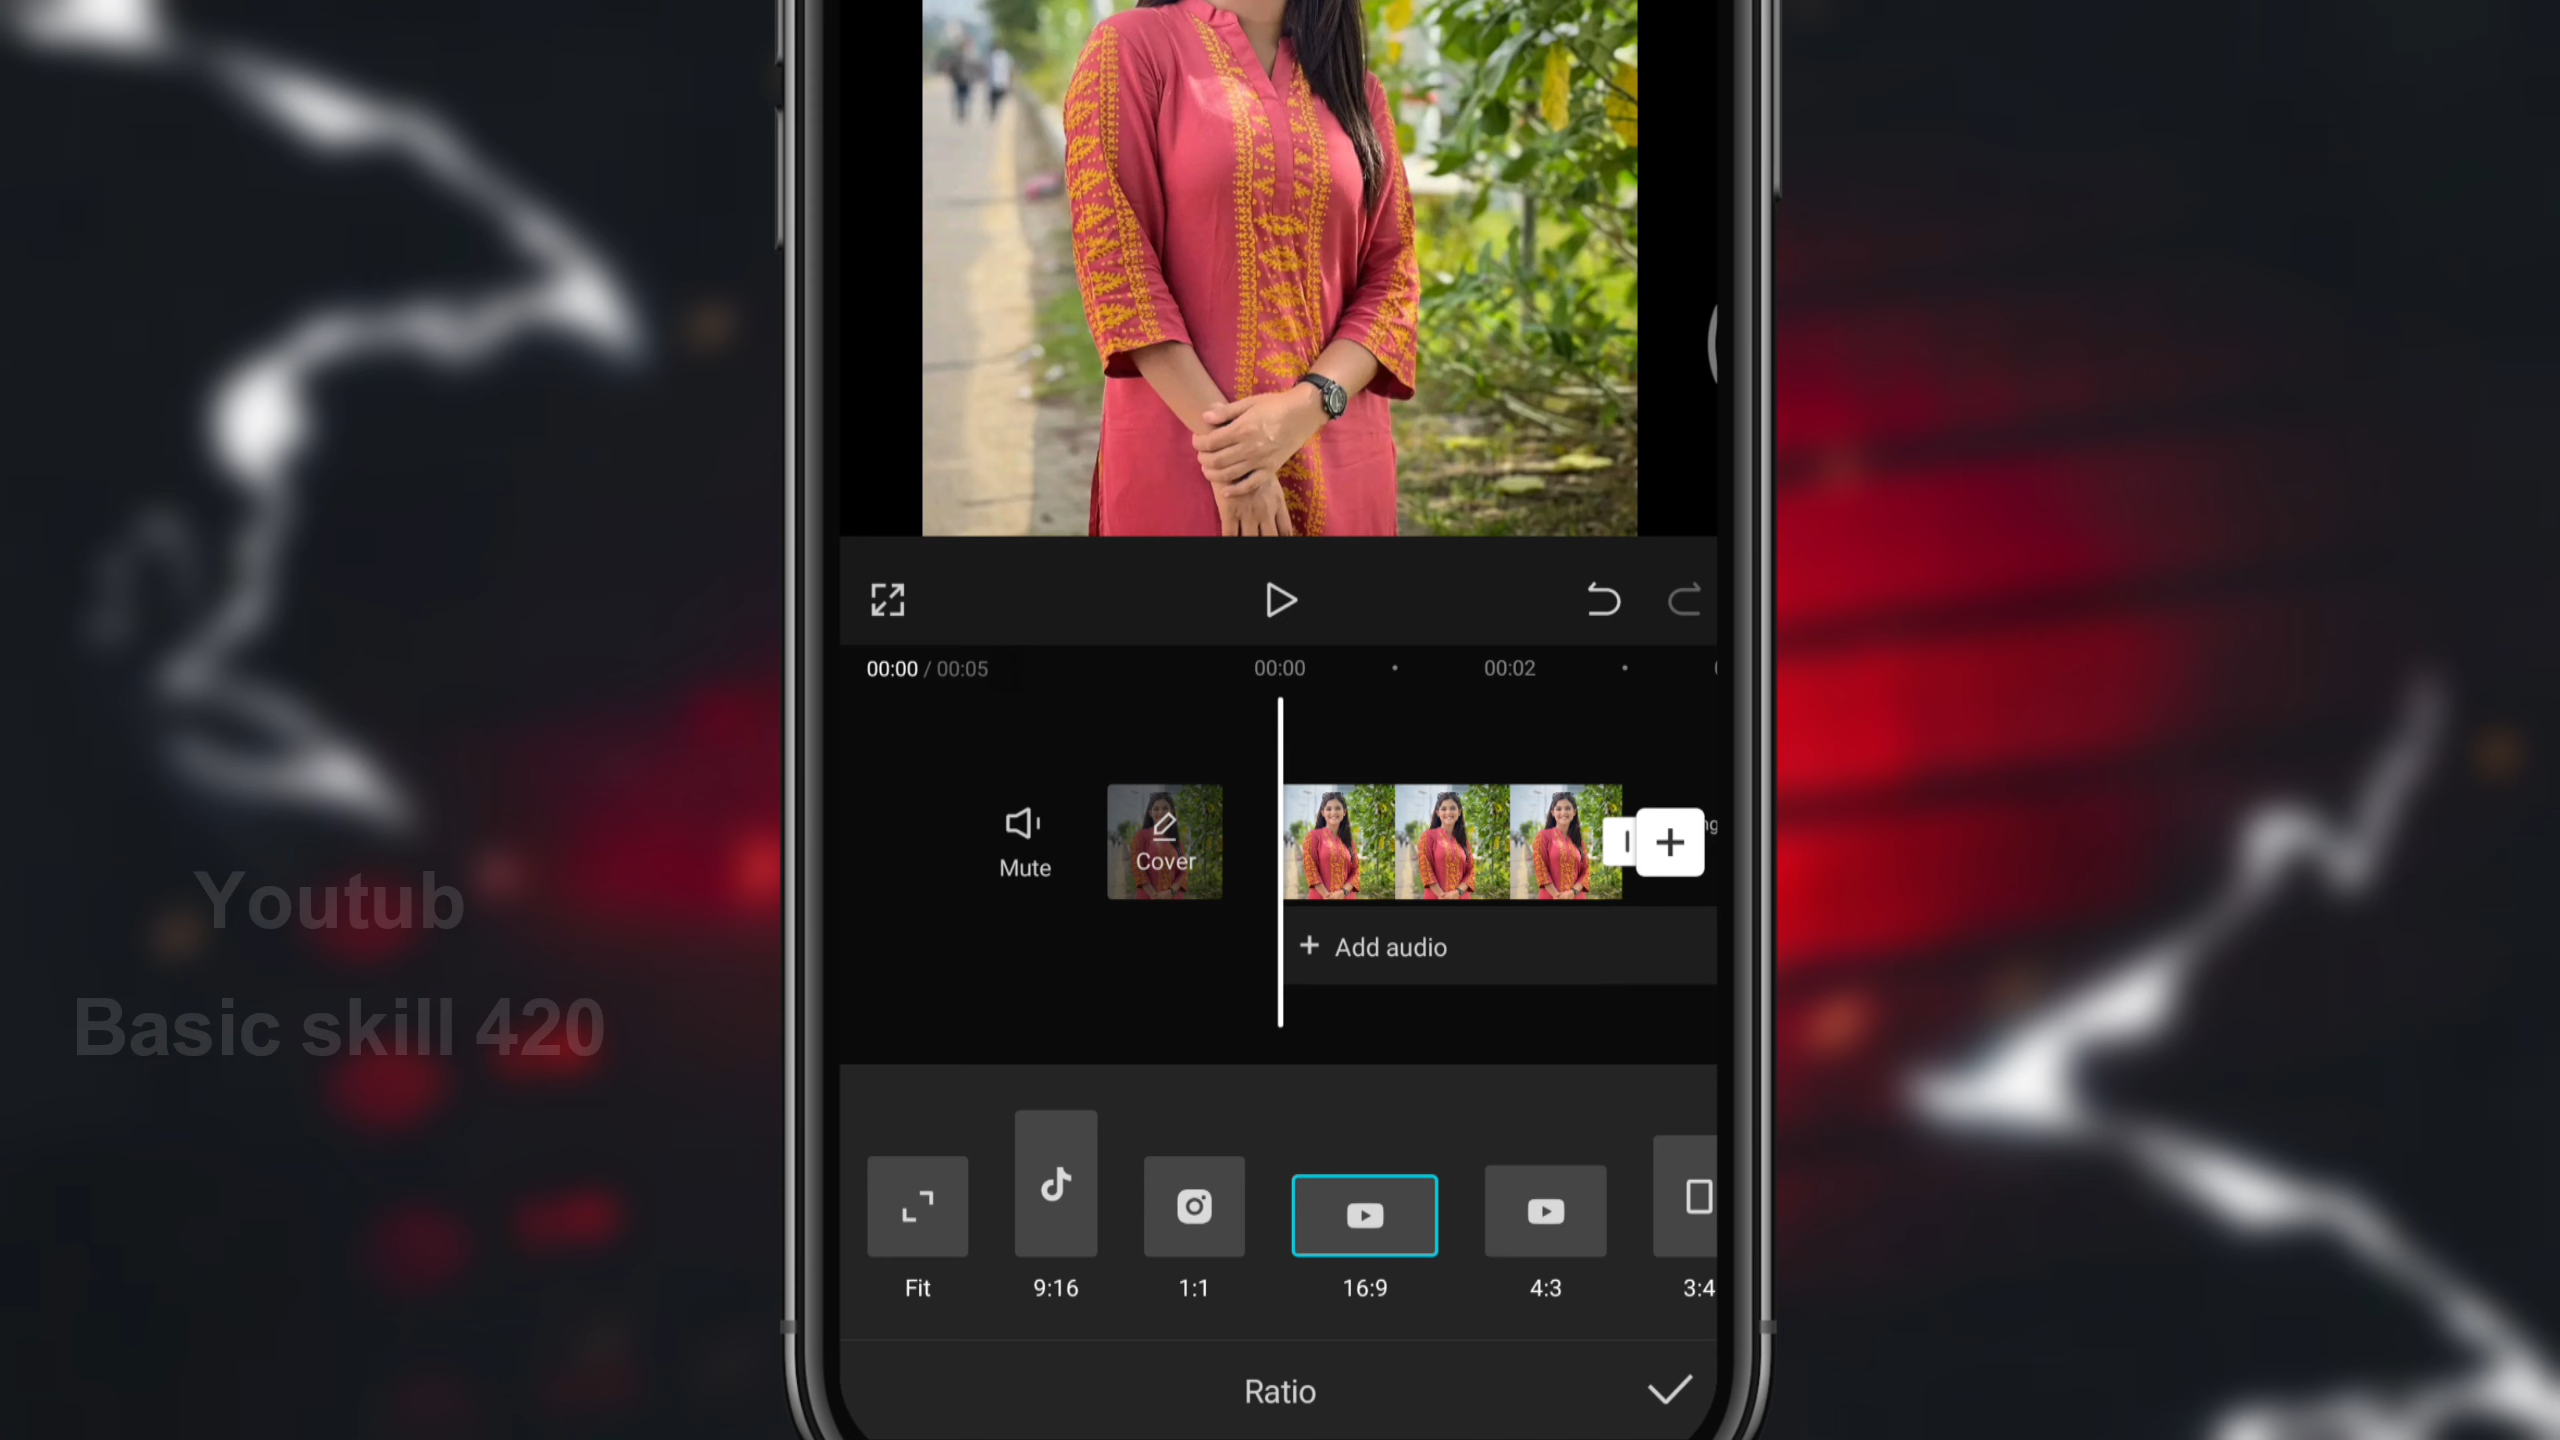 00:00 / 00:05
00:00
00:02
Mute
Cover
+ Add audio
Youtub
Basic skill 420
Fit
9:16
1:1
16:9
4:3
3:4
Ratio